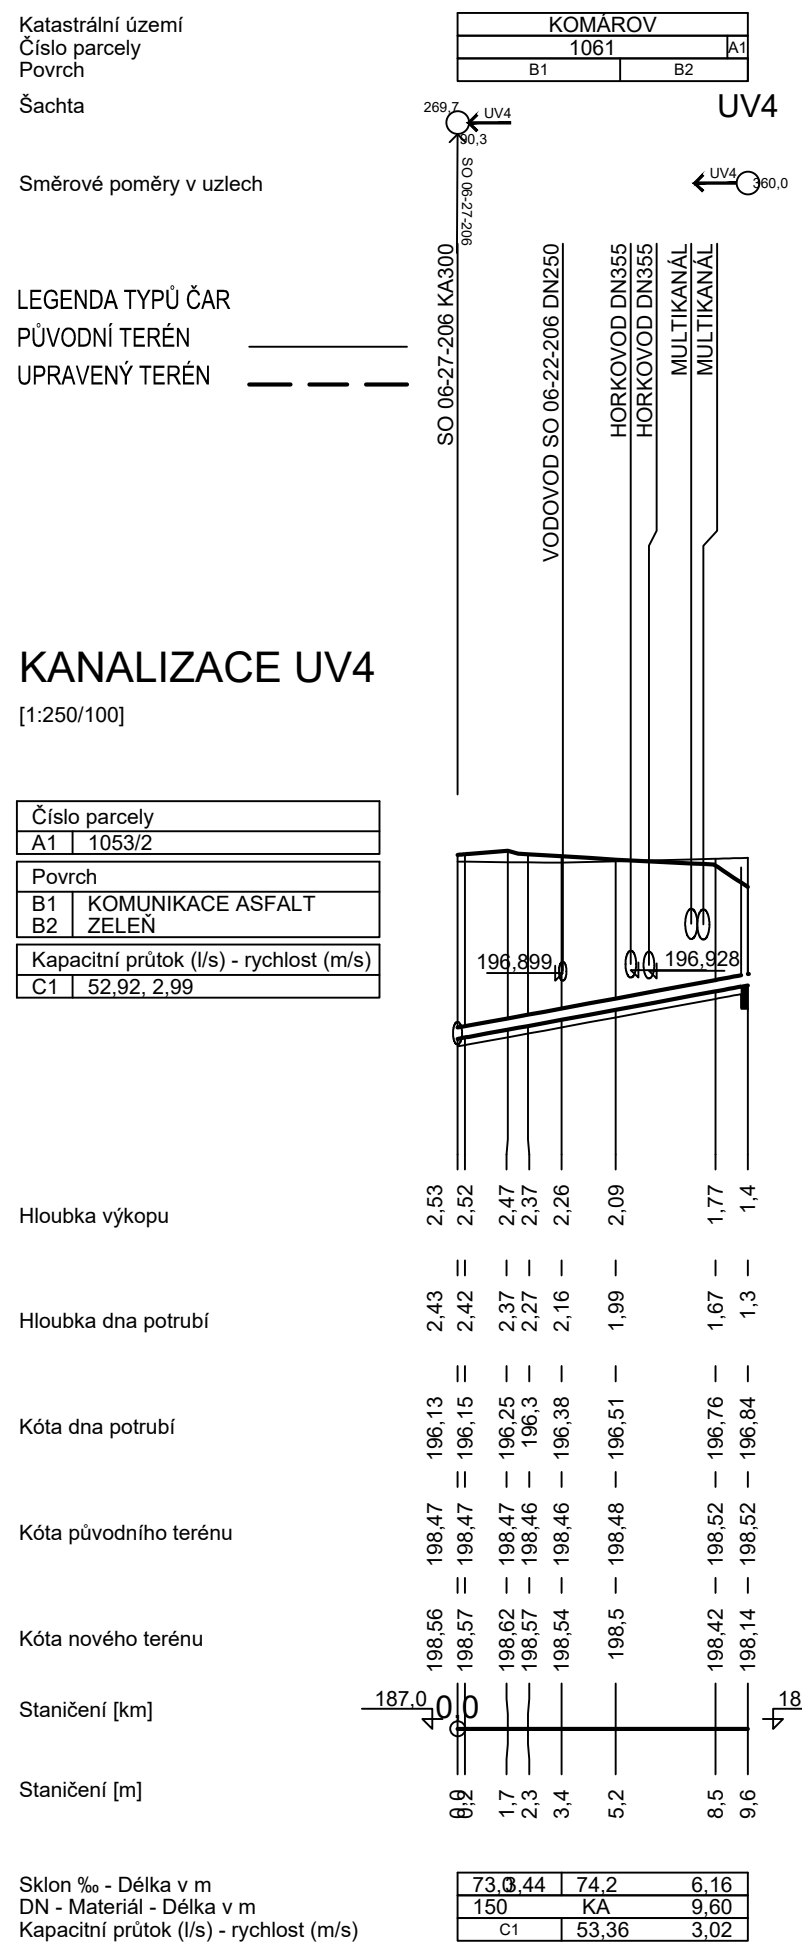 Katastrální území KOMÁROV
Číslo parcely 1061 A1
Povrch B1 B2
Šachta UV4
269,7 UV4
90,3
SO 06-27-206
Směrové poměry v uzlech
UV4 360,0
SO 06-27-206 KA300
VODOVOD SO 06-22-206 DN250
HORKOVOD DN355
HORKOVOD DN355
MULTIKANÁL
MULTIKANÁL
LEGENDA TYPŮ ČAR
PŮVODNÍ TERÉN
UPRAVENÝ TERÉN
KANALIZACE UV4
[1:250/100]
Číslo parcely
A1 1053/2
Povrch
B1 KOMUNIKACE ASFALT
B2 ZELEŇ
Kapacitní průtok (l/s) - rychlost (m/s)
C1 52,92, 2,99
196,899 196,928
Hloubka výkopu 2,53 2,52 2,47 2,37 2,26 2,09 1,77 1,4
Hloubka dna potrubí 2,43 2,42 2,37 2,27 2,16 1,99 1,67 1,3
Kóta dna potrubí 196,13 196,15 196,25 196,3 196,38 196,51 196,76 196,84
Kóta původního terénu 198,47 198,47 198,47 198,46 198,46 198,48 198,52 198,52
Kóta nového terénu 198,56 198,57 198,62 198,57 198,54 198,5 198,42 198,14
Staničení [km] 187,0 0,0 18
Staničení [m] 0,0 0,2 1,7 2,3 3,4 5,2 8,5 9,6
Sklon ‰ - Délka v m 73,0 3,44 74,2 6,16
DN - Materiál - Délka v m 150 KA 9,60
Kapacitní průtok (l/s) - rychlost (m/s) C1 53,36 3,02